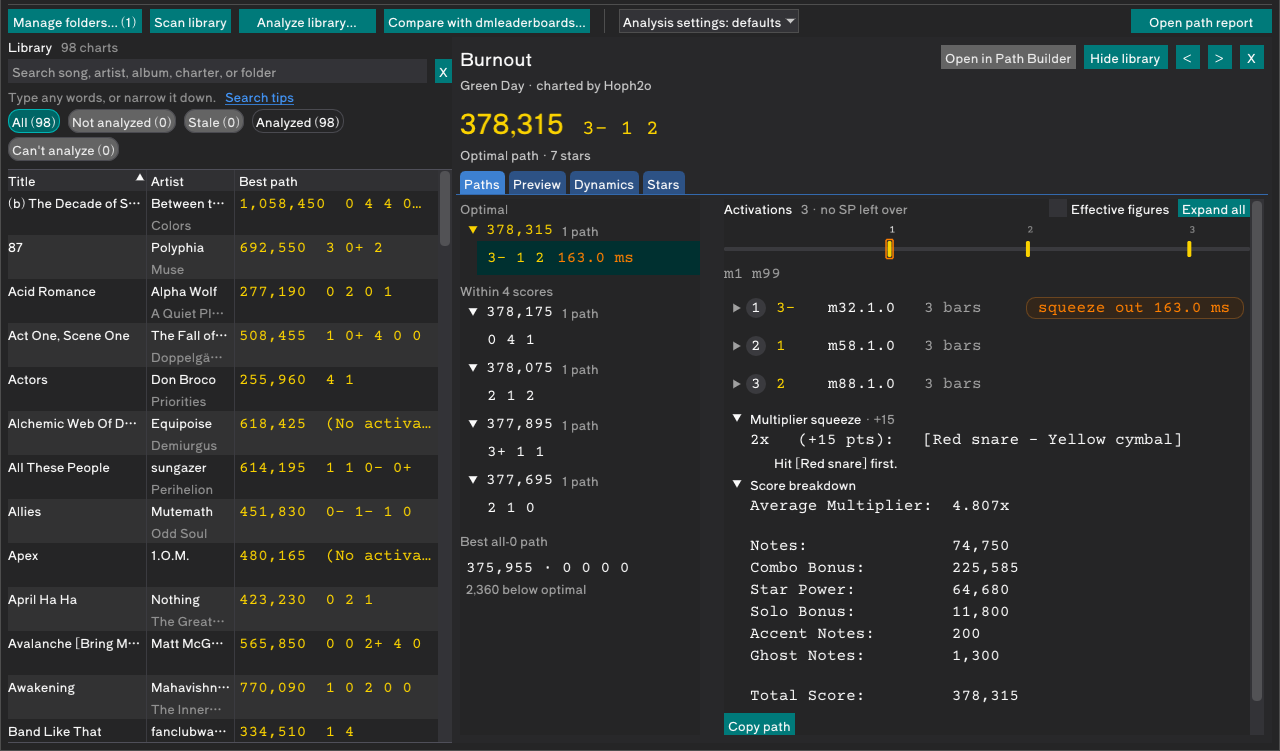 Manage folders... (1) Scan library Analyze library... Compare with dmleaderboards... Analysis settings: defaults Open path report
Library 98 charts
Search song, artist, album, charter, or folder X
Type any words, or narrow it down. Search tips
All (98) Not analyzed (0) Stale (0) Analyzed (98)
Can't analyze (0)
Title Artist Best path
(b) The Decade of S··· Between t··· 1,058,450 0 4 4 0…
Colors
87 Polyphia 692,550 3 0+ 2
Muse
Acid Romance Alpha Wolf 277,190 0 2 0 1
A Quiet Pl···
Act One, Scene One The Fall of··· 508,455 1 0+ 4 0 0
Doppelgä···
Actors Don Broco 255,960 4 1
Priorities
Alchemic Web Of D··· Equipoise 618,425 (No activa…
Demiurgus
All These People sungazer 614,195 1 1 0- 0+
Perihelion
Allies Mutemath 451,830 0- 1- 1 0
Odd Soul
Apex 1.O.M. 480,165 (No activa…
April Ha Ha Nothing 423,230 0 2 1
The Great···
Avalanche [Bring M··· Matt McG··· 565,850 0 0 2+ 4 0
Awakening Mahavishn··· 770,090 1 0 2 0 0
The Inner···
Band Like That fanclubwa··· 334,510 1 4
Burnout Open in Path Builder Hide library < > X
Green Day · charted by Hoph2o
378,315 3- 1 2
Optimal path · 7 stars
Paths Preview Dynamics Stars
Optimal
378,315 1 path
3- 1 2 163.0 ms
Within 4 scores
378,175 1 path
0 4 1
378,075 1 path
2 1 2
377,895 1 path
3+ 1 1
377,695 1 path
2 1 0
Best all-0 path
375,955 · 0 0 0 0
2,360 below optimal
Activations 3 · no SP left over Effective figures Expand all
1 2 3
m1 m99
1 3- m32.1.0 3 bars squeeze out 163.0 ms
2 1 m58.1.0 3 bars
3 2 m88.1.0 3 bars
Multiplier squeeze · +15
2x (+15 pts): [Red snare - Yellow cymbal]
Hit [Red snare] first.
Score breakdown
Average Multiplier: 4.807x
Notes: 74,750
Combo Bonus: 225,585
Star Power: 64,680
Solo Bonus: 11,800
Accent Notes: 200
Ghost Notes: 1,300
Total Score: 378,315
Copy path